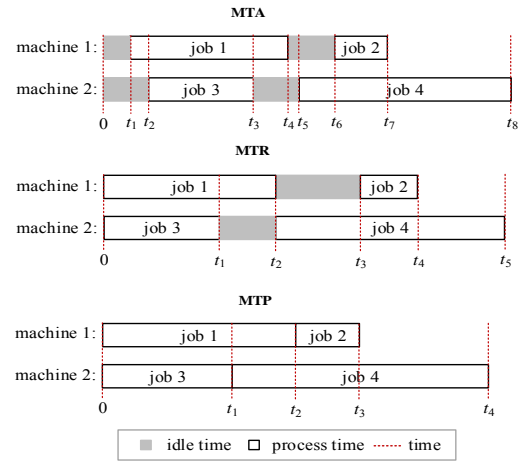 MTA
machine 1: job 1 job 2
machine 2: job 3 job 4
0 t1 t2 t3 t4 t5 t6 t7 t8
MTR
machine 1: job 1 job 2
machine 2: job 3 job 4
0 t1 t2 t3 t4 t5
MTP
machine 1: job 1 job 2
machine 2: job 3 job 4
0 t1 t2 t3 t4
idle time process time time